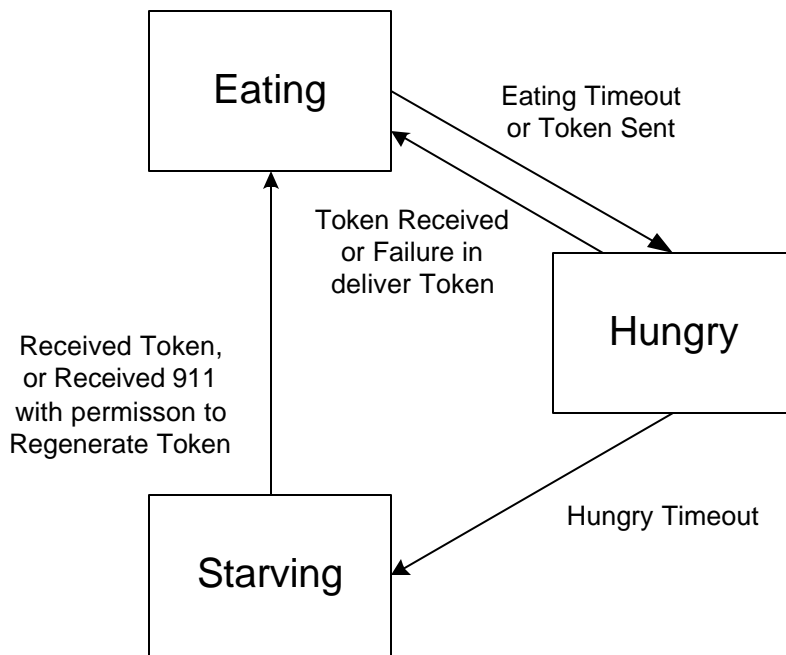 Eating
Eating Timeout
or Token Sent
Token Received
or Failure in
deliver Token
Hungry
Received Token,
or Received 911
with permisson to
Regenerate Token
Hungry Timeout
Starving